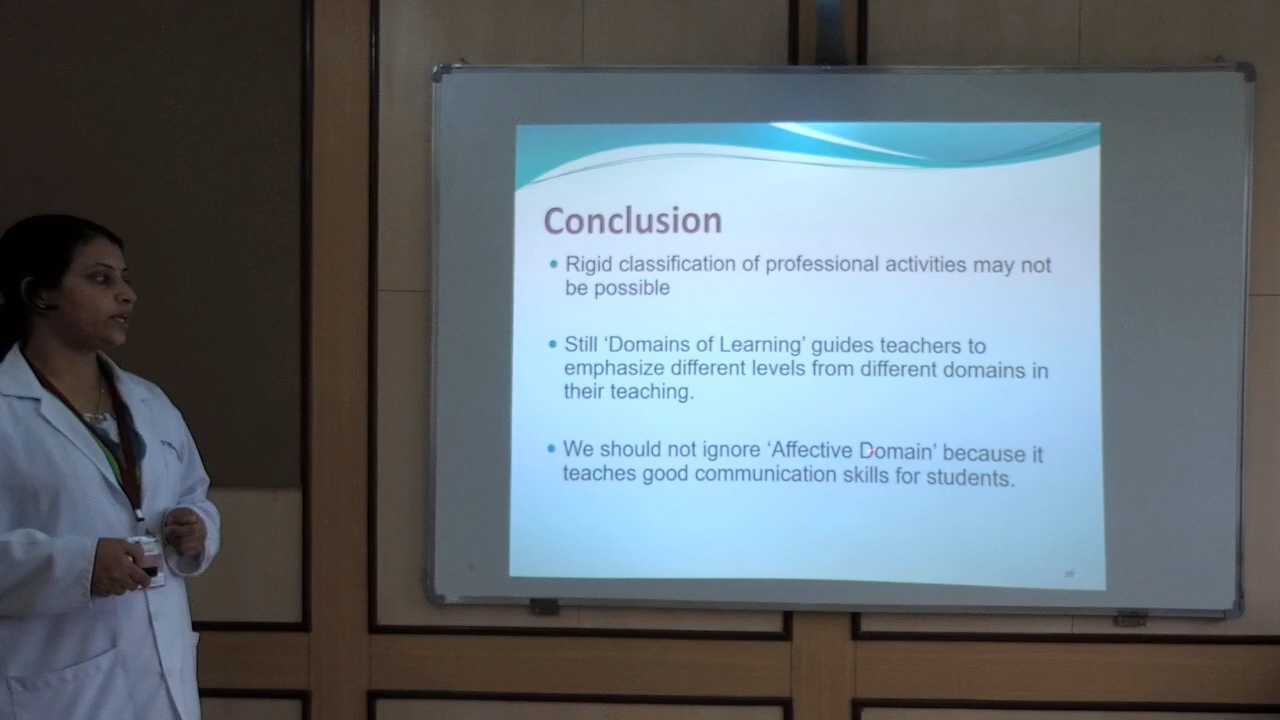 Conclusion
• Rigid classification of professional activities may not
be possible
• Still ‘Domains of Learning’ guides teachers to
emphasize different levels from different domains in
their teaching.
• We should not ignore ‘Affective Domain’ because it
teaches good communication skills for students.